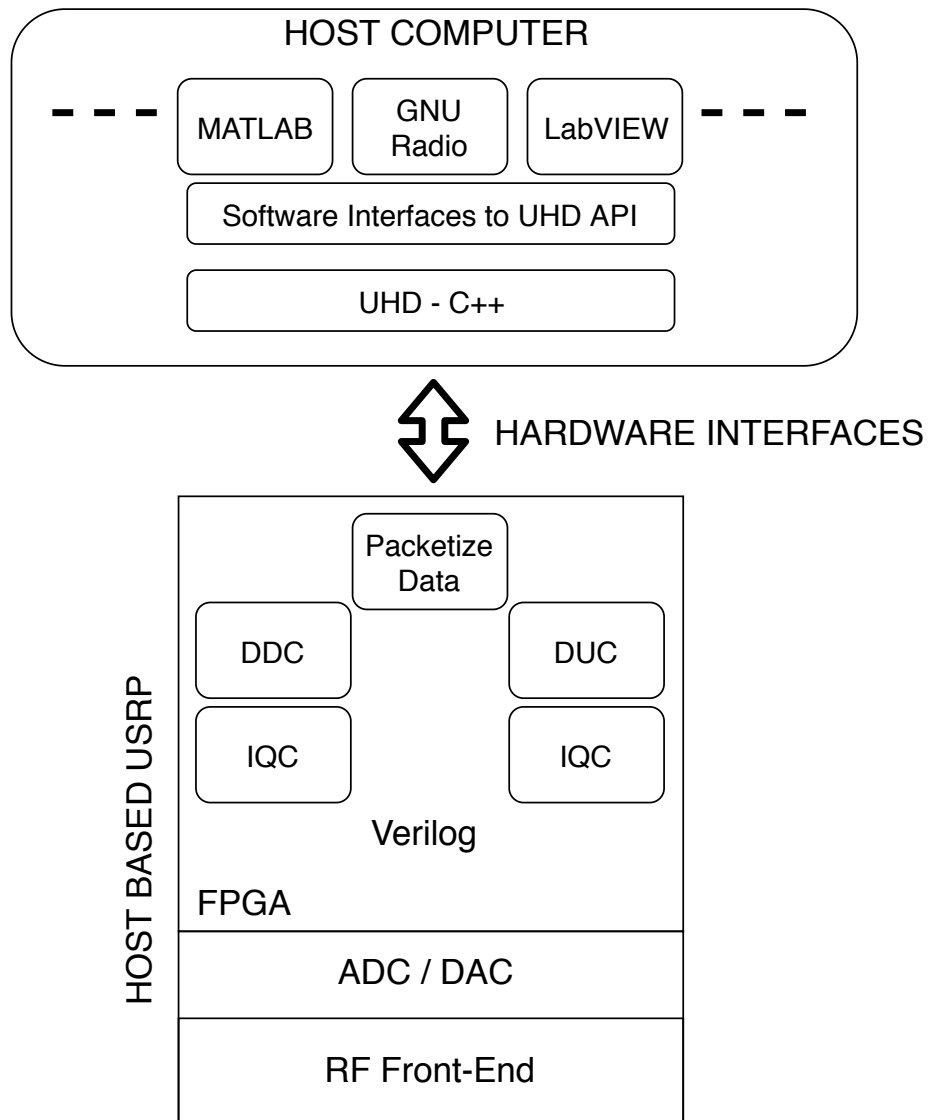 HOST COMPUTER
MATLAB
GNU
Radio
LabVIEW
Software Interfaces to UHD API
UHD - C++
HARDWARE INTERFACES
HOST BASED USRP
Packetize
Data
DDC
DUC
IQC
IQC
Verilog
FPGA
ADC / DAC
RF Front-End